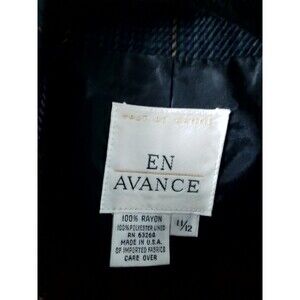 EN
AVANCE
100% RAYON
100% POLYESTER LINED
RN 63268
MADE IN U.S.A.
OF IMPORTED FABRICS
CARE OVER
11/12